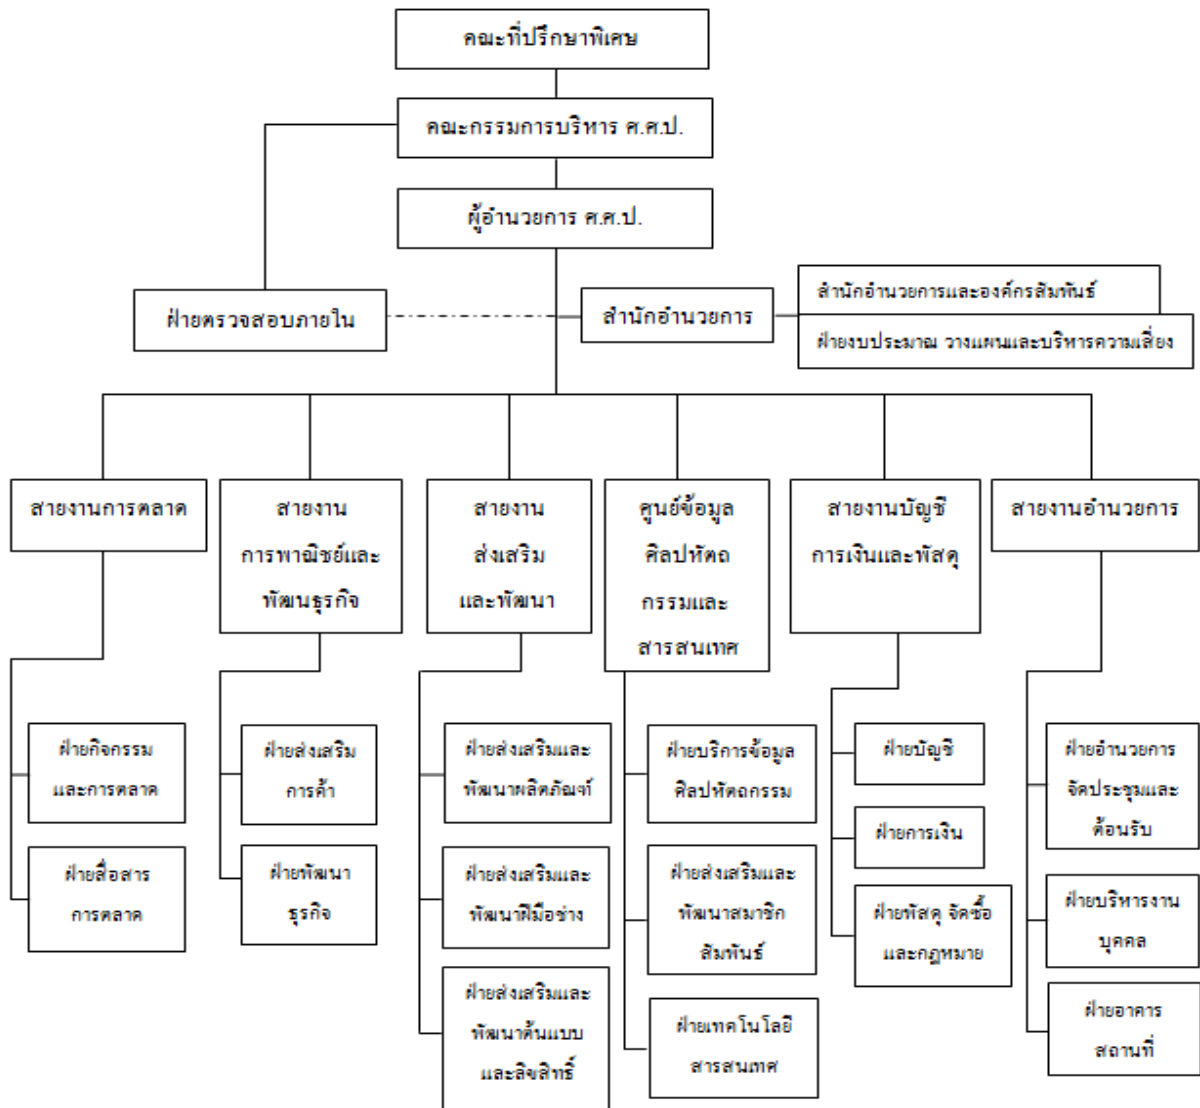 คณะที่ปรึกษาพิเศษ
คณะกรรมการบริหาร ศ.ศ.ป.
ผู้อำนวยการ ศ.ศ.ป.
ฝ่ายตรวจสอบภายใน
สำนักอำนวยการ
สำนักอำนวยการและองค์กรสัมพันธ์
ฝ่ายงบประมาณ วางแผนและบริหารความเสี่ยง
สายงานการตลาด
สายงาน
การพาณิชย์และ
พัฒนธุรกิจ
สายงาน
ส่งเสริม
และพัฒนา
ศูนย์ข้อมูล
ศิลปหัตถ
กรรมและ
สารสนเทศ
สายงานบัญชี
การเงินและพัสดุ
สายงานอำนวยการ
ฝ่ายกิจกรรม
และการตลาด
ฝ่ายสื่อสาร
การตลาด
ฝ่ายส่งเสริม
การค้า
ฝ่ายพัฒนา
ธุรกิจ
ฝ่ายส่งเสริมและ
พัฒนาผลิตภัณฑ์
ฝ่ายส่งเสริมและ
พัฒนาฝีมือช่าง
ฝ่ายส่งเสริมและ
พัฒนาต้นแบบ
และลิขสิทธิ์
ฝ่ายบริการข้อมูล
ศิลปหัตถกรรม
ฝ่ายส่งเสริมและ
พัฒนาสมาชิก
สัมพันธ์
ฝ่ายเทคโนโลยี
สารสนเทศ
ฝ่ายบัญชี
ฝ่ายการเงิน
ฝ่ายพัสดุ จัดซื้อ
และกฎหมาย
ฝ่ายอำนวยการ
จัดประชุมและ
ต้อนรับ
ฝ่ายบริหารงาน
บุคคล
ฝ่ายอาคาร
สถานที่